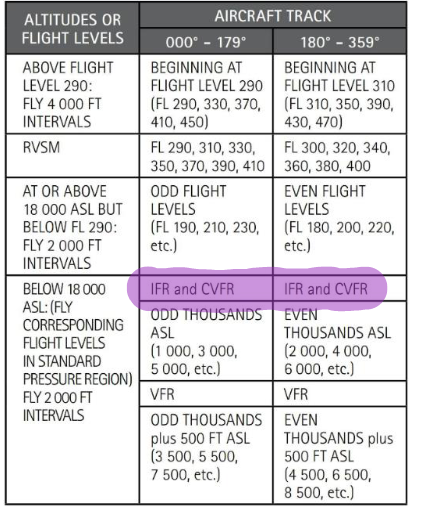 ALTITUDES OR
FLIGHT LEVELS
AIRCRAFT TRACK
000° – 179°
180° – 359°
ABOVE FLIGHT
LEVEL 290:
FLY 4 000 FT
INTERVALS
BEGINNING AT
FLIGHT LEVEL 290
(FL 290, 330, 370,
410, 450)
BEGINNING AT
FLIGHT LEVEL 310
(FL 310, 350, 390,
430, 470)
RVSM
FL 290, 310, 330,
350, 370, 390, 410
FL 300, 320, 340,
360, 380, 400
AT OR ABOVE
18 000 ASL BUT
BELOW FL 290:
FLY 2 000 FT
INTERVALS
ODD FLIGHT
LEVELS
(FL 190, 210, 230,
etc.)
EVEN FLIGHT
LEVELS
(FL 180, 200, 220,
etc.)
BELOW 18 000
ASL: (FLY
CORRESPONDING
FLIGHT LEVELS
IN STANDARD
PRESSURE REGION)
FLY 2 000 FT
INTERVALS
IFR and CVFR
IFR and CVFR
ODD THOUSANDS
ASL
(1 000, 3 000,
5 000, etc.)
EVEN
THOUSANDS ASL
(2 000, 4 000,
6 000, etc.)
VFR
VFR
ODD THOUSANDS
plus 500 FT ASL
(3 500, 5 500,
7 500, etc.)
EVEN
THOUSANDS plus
500 FT ASL
(4 500, 6 500,
8 500, etc.)